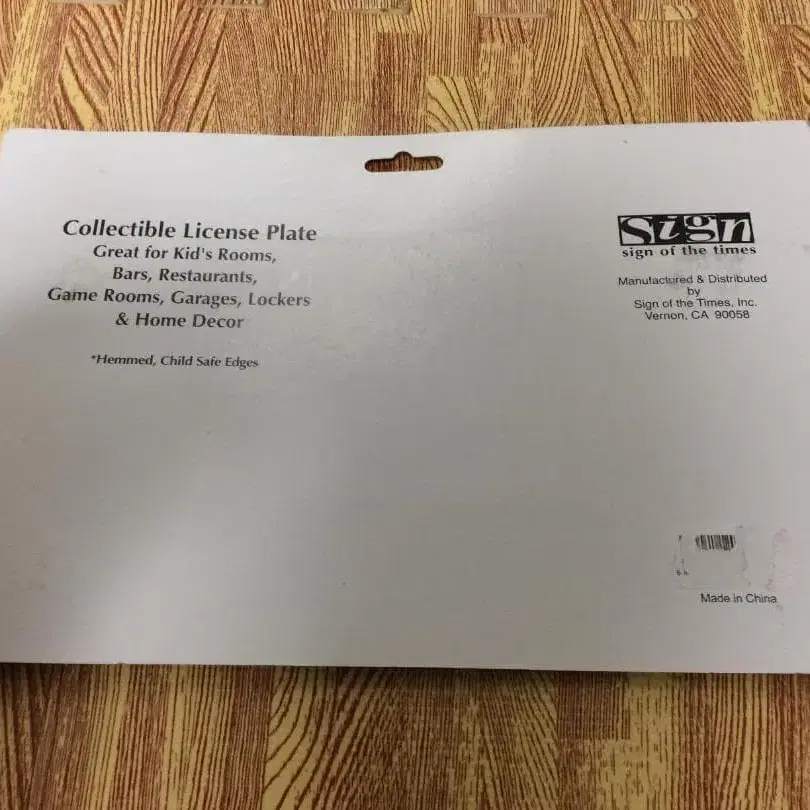 Collectible License Plate
Great for Kid's Rooms,
Bars, Restaurants,
Game Rooms, Garages, Lockers
& Home Decor
*Hemmed, Child Safe Edges
Sign
sign of the times
Manufactured & Distributed
by
Sign of the Times, Inc.
Vernon, CA 90058
Made in China